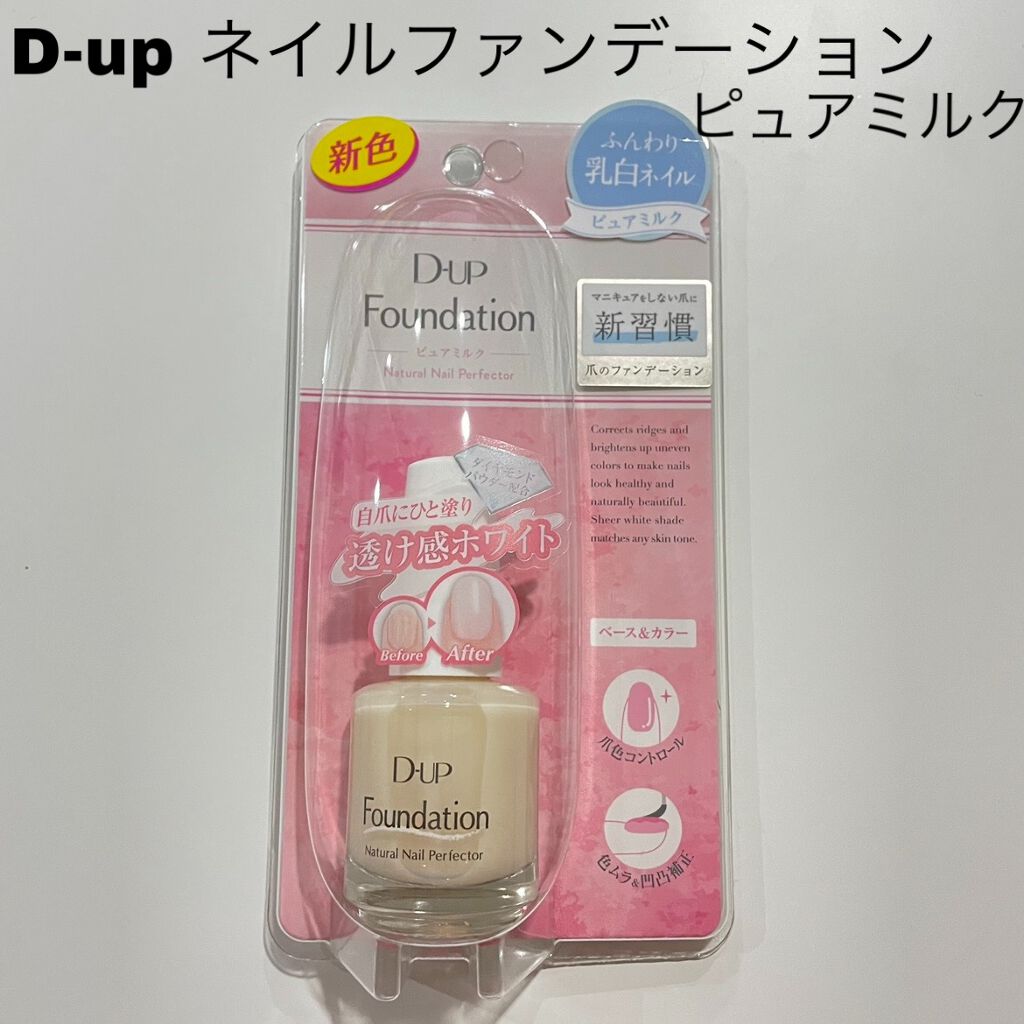 D-up ネイルファンデーション
ピュアミルク
新色
ふんわり
乳白ネイル
ピュアミルク
D-UP
Foundation
ピュアミルク
Natural Nail Perfector
マニキュアをしない爪に
新習慣
爪のファンデーション
Corrects ridges and
brightens up uneven
colors to make nails
look healthy and
naturally beautiful.
Sheer white shade
matches any skin tone.
ダイヤモンド
パウダー配合
自爪にひと塗り
透け感ホワイト
Before
After
ベース&カラー
爪色コントロール
色ムラ&凹凸補正
D-UP
Foundation
Natural Nail Perfector